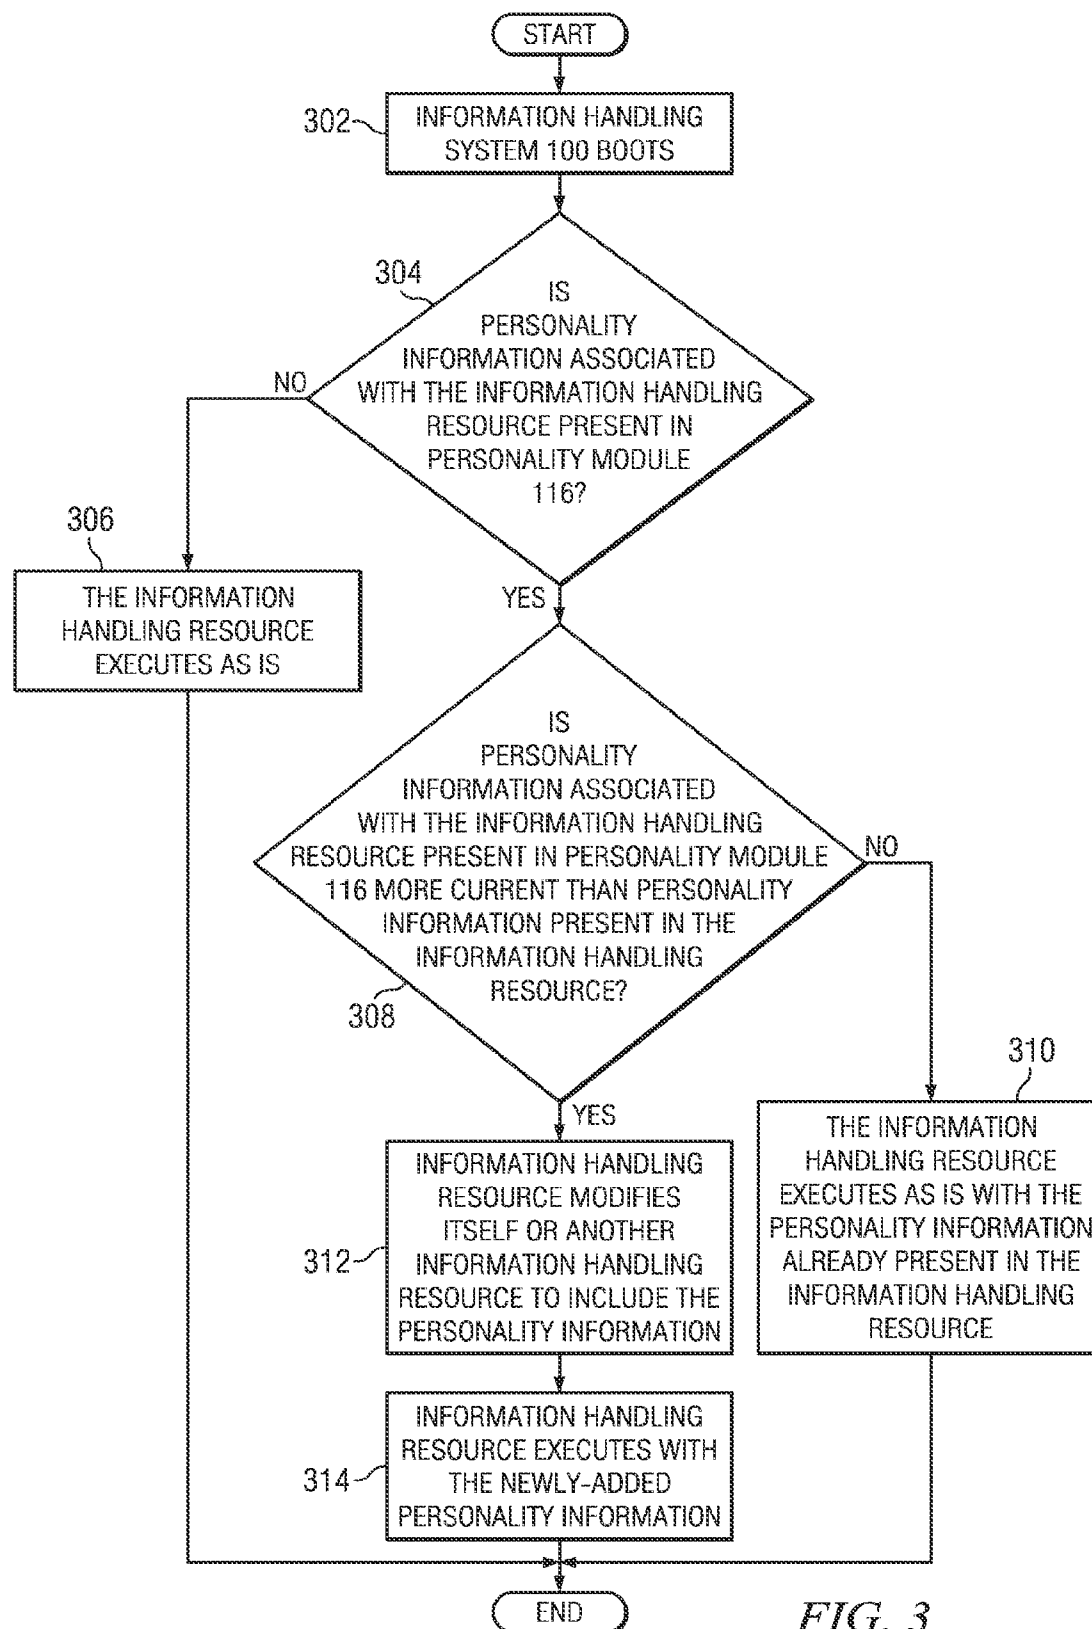 START
302
INFORMATION HANDLING
SYSTEM 100 BOOTS
304
IS
PERSONALITY
INFORMATION ASSOCIATED
WITH THE INFORMATION HANDLING
RESOURCE PRESENT IN
PERSONALITY MODULE
116?
NO
YES
306
THE INFORMATION
HANDLING RESOURCE
EXECUTES AS IS
IS
PERSONALITY
INFORMATION ASSOCIATED
WITH THE INFORMATION HANDLING
RESOURCE PRESENT IN PERSONALITY MODULE
116 MORE CURRENT THAN PERSONALITY
INFORMATION PRESENT IN THE
INFORMATION HANDLING
RESOURCE?
308
NO
YES
310
THE INFORMATION
HANDLING RESOURCE
EXECUTES AS IS WITH THE
PERSONALITY INFORMATION
ALREADY PRESENT IN THE
INFORMATION HANDLING
RESOURCE
312
INFORMATION HANDLING
RESOURCE MODIFIES
ITSELF OR ANOTHER
INFORMATION HANDLING
RESOURCE TO INCLUDE THE
PERSONALITY INFORMATION
314
INFORMATION HANDLING
RESOURCE EXECUTES WITH
THE NEWLY-ADDED
PERSONALITY INFORMATION
END
FIG. 3